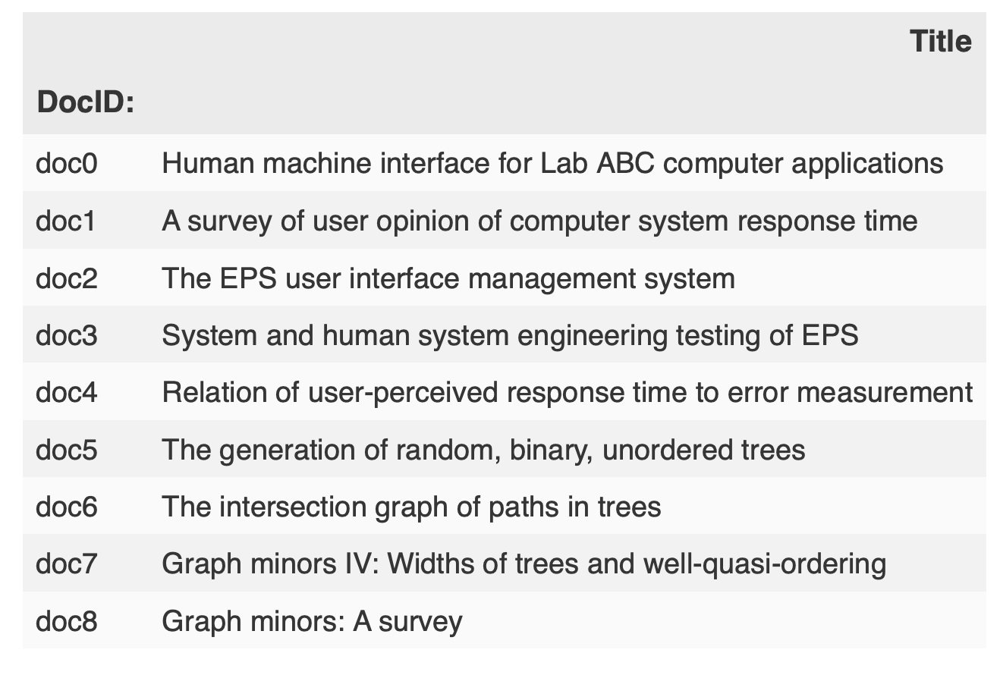 Title
DocID:
doc0 Human machine interface for Lab ABC computer applications
doc1 A survey of user opinion of computer system response time
doc2 The EPS user interface management system
doc3 System and human system engineering testing of EPS
doc4 Relation of user-perceived response time to error measurement
doc5 The generation of random, binary, unordered trees
doc6 The intersection graph of paths in trees
doc7 Graph minors IV: Widths of trees and well-quasi-ordering
doc8 Graph minors: A survey